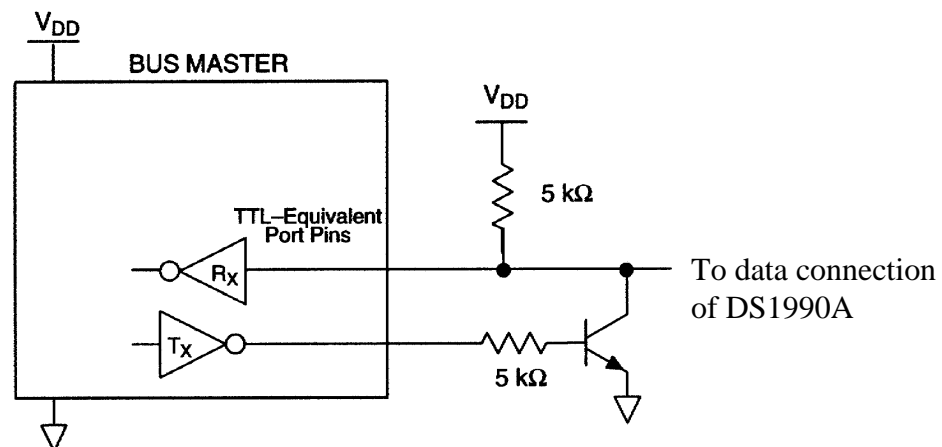 VDD
BUS MASTER
VDD
5 kΩ
TTL–Equivalent
Port Pins
RX
To data connection
of DS1990A
TX
5 kΩ